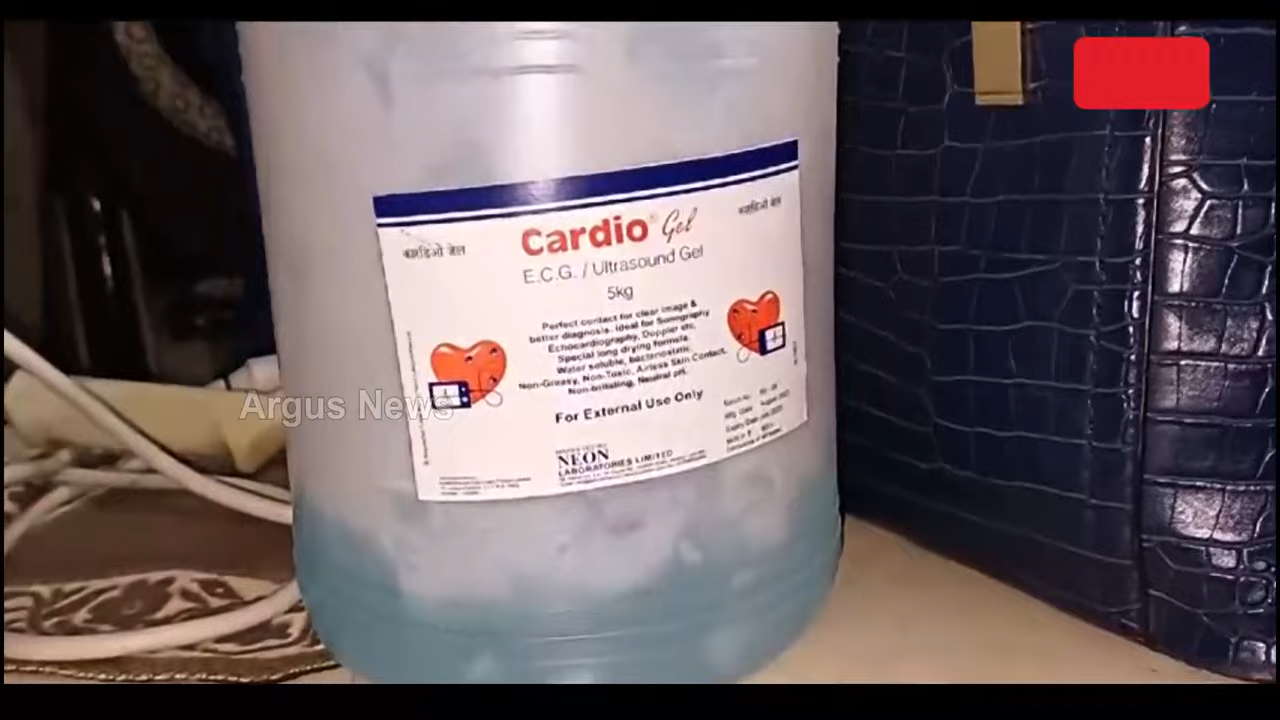 Cardio® Gel
कारडिओ जेल
कारडिओ जेल
E.C.G. / Ultrasound Gel
5kg
Perfect contact for clear image &
better diagnosis. Ideal for Sonography
Echocardiography, Doppler etc.
Special long drying formula.
Water soluble, bacteriostatic
Non-Greasy, Non-Toxic, Airless Skin Contact.
Non-Irritating, Neutral pH.
For External Use Only
NEON
LABORATORIES LIMITED
Argus News